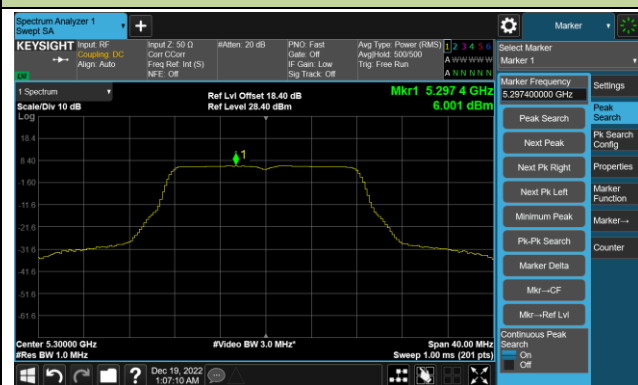 Spectrum Analyzer 1
Swept SA
+
Marker
KEYSIGHT
Input: RF
Coupling: DC
Align: Auto
Input Z: 50 Ω
Corr CCorr
Freq Ref: Int (S)
NFE: Off
#Atten: 20 dB
PNO: Fast
Gate: Off
IF Gain: Low
Sig Track: Off
Avg Type: Power (RMS)
Avg|Hold: 500/500
Trig: Free Run
1 2 3 4 5 6
A W W W W W
A N N N N N
Select Marker
Marker 1
1 Spectrum
Scale/Div 10 dB
Log
Ref Lvl Offset 18.40 dB
Ref Level 28.40 dBm
Mkr1 5.297 4 GHz
6.001 dBm
18.4
8.40
-1.60
-11.6
-21.6
-31.6
-41.6
-51.6
-61.6
1
Center 5.30000 GHz
#Res BW 1.0 MHz
#Video BW 3.0 MHz*
Span 40.00 MHz
Sweep 1.00 ms (201 pts)
Marker Frequency
5.297400000 GHz
Peak Search
Next Peak
Next Pk Right
Next Pk Left
Minimum Peak
Pk-Pk Search
Marker Delta
Mkr→CF
Mkr→Ref Lvl
Continuous Peak
Search
On
Off
Settings
Peak
Search
Pk Search
Config
Properties
Marker
Function
Marker→
Counter
?
Dec 19, 2022
1:07:10 AM